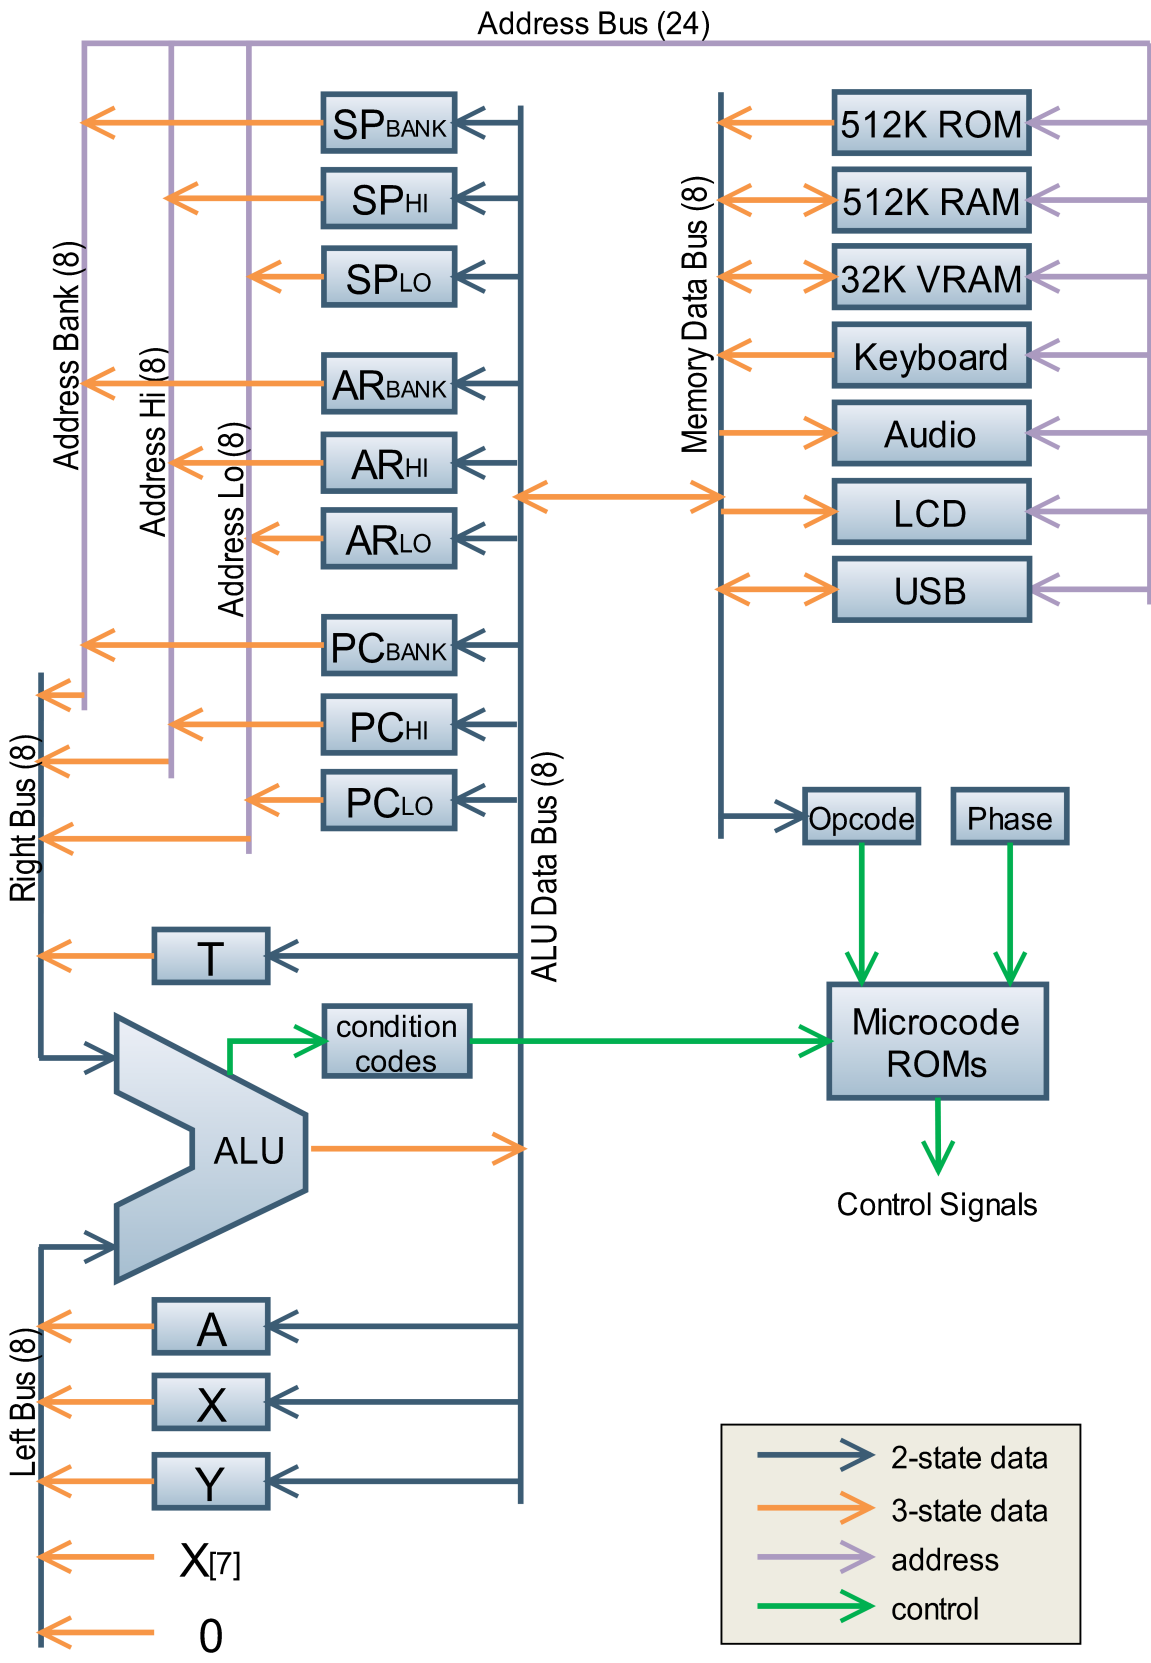 Address Bus (24)
SPBANK
SPHI
SPLO
ARBANK
ARHI
ARLO
PCBANK
PCHI
PCLO
Address Bank (8)
Address Hi (8)
Address Lo (8)
Right Bus (8)
ALU Data Bus (8)
Memory Data Bus (8)
512K ROM
512K RAM
32K VRAM
Keyboard
Audio
LCD
USB
Opcode
Phase
T
condition
codes
Microcode
ROMs
ALU
Control Signals
Left Bus (8)
A
X
Y
X[7]
0
2-state data
3-state data
address
control